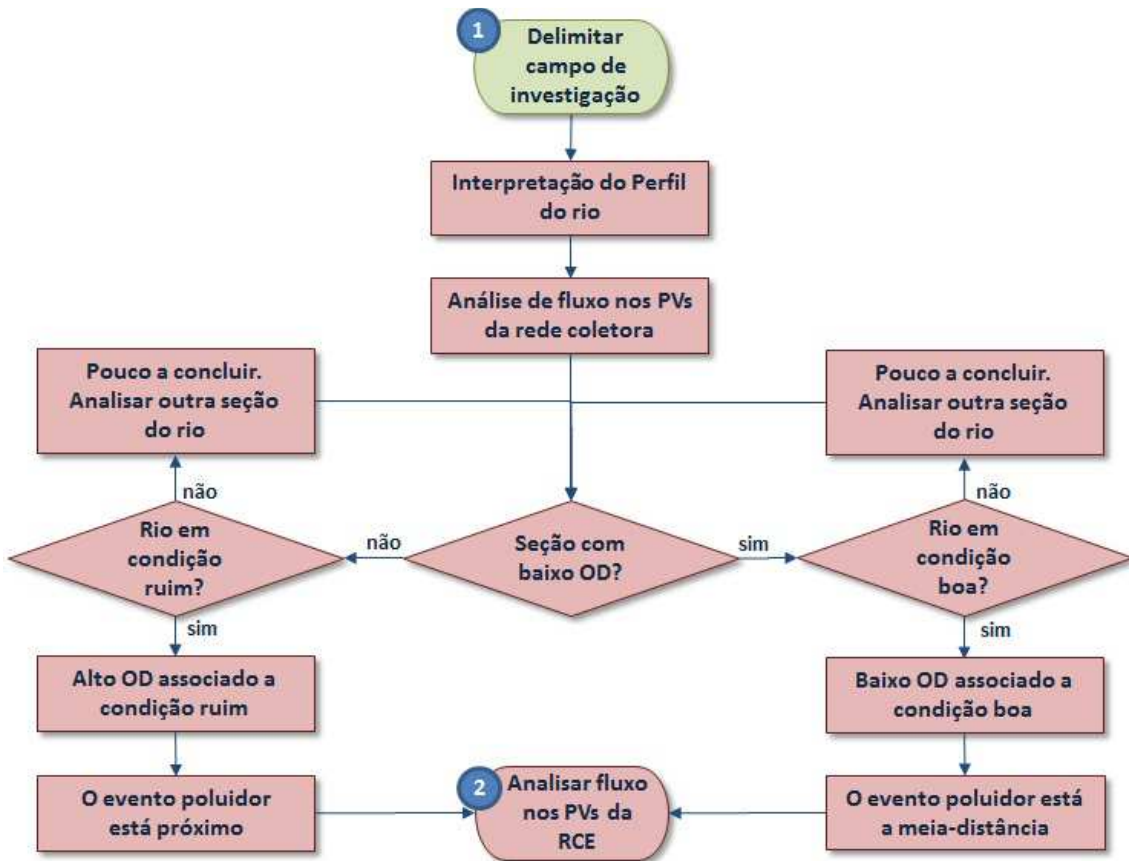 1
Delimitar
campo de
investigação
Interpretação do Perfil
do rio
Análise de fluxo nos PVs
da rede coletora
Pouco a concluir.
Analisar outra seção
do rio
Pouco a concluir.
Analisar outra seção
do rio
não
não
Rio em
condição
ruim?
não
Seção com
baixo OD?
sim
Rio em
condição
boa?
sim
sim
Alto OD associado a
condição ruim
Baixo OD associado a
condição boa
O evento poluidor
está próximo
2
Analisar fluxo
nos PVs da
RCE
O evento poluidor está
a meia-distância